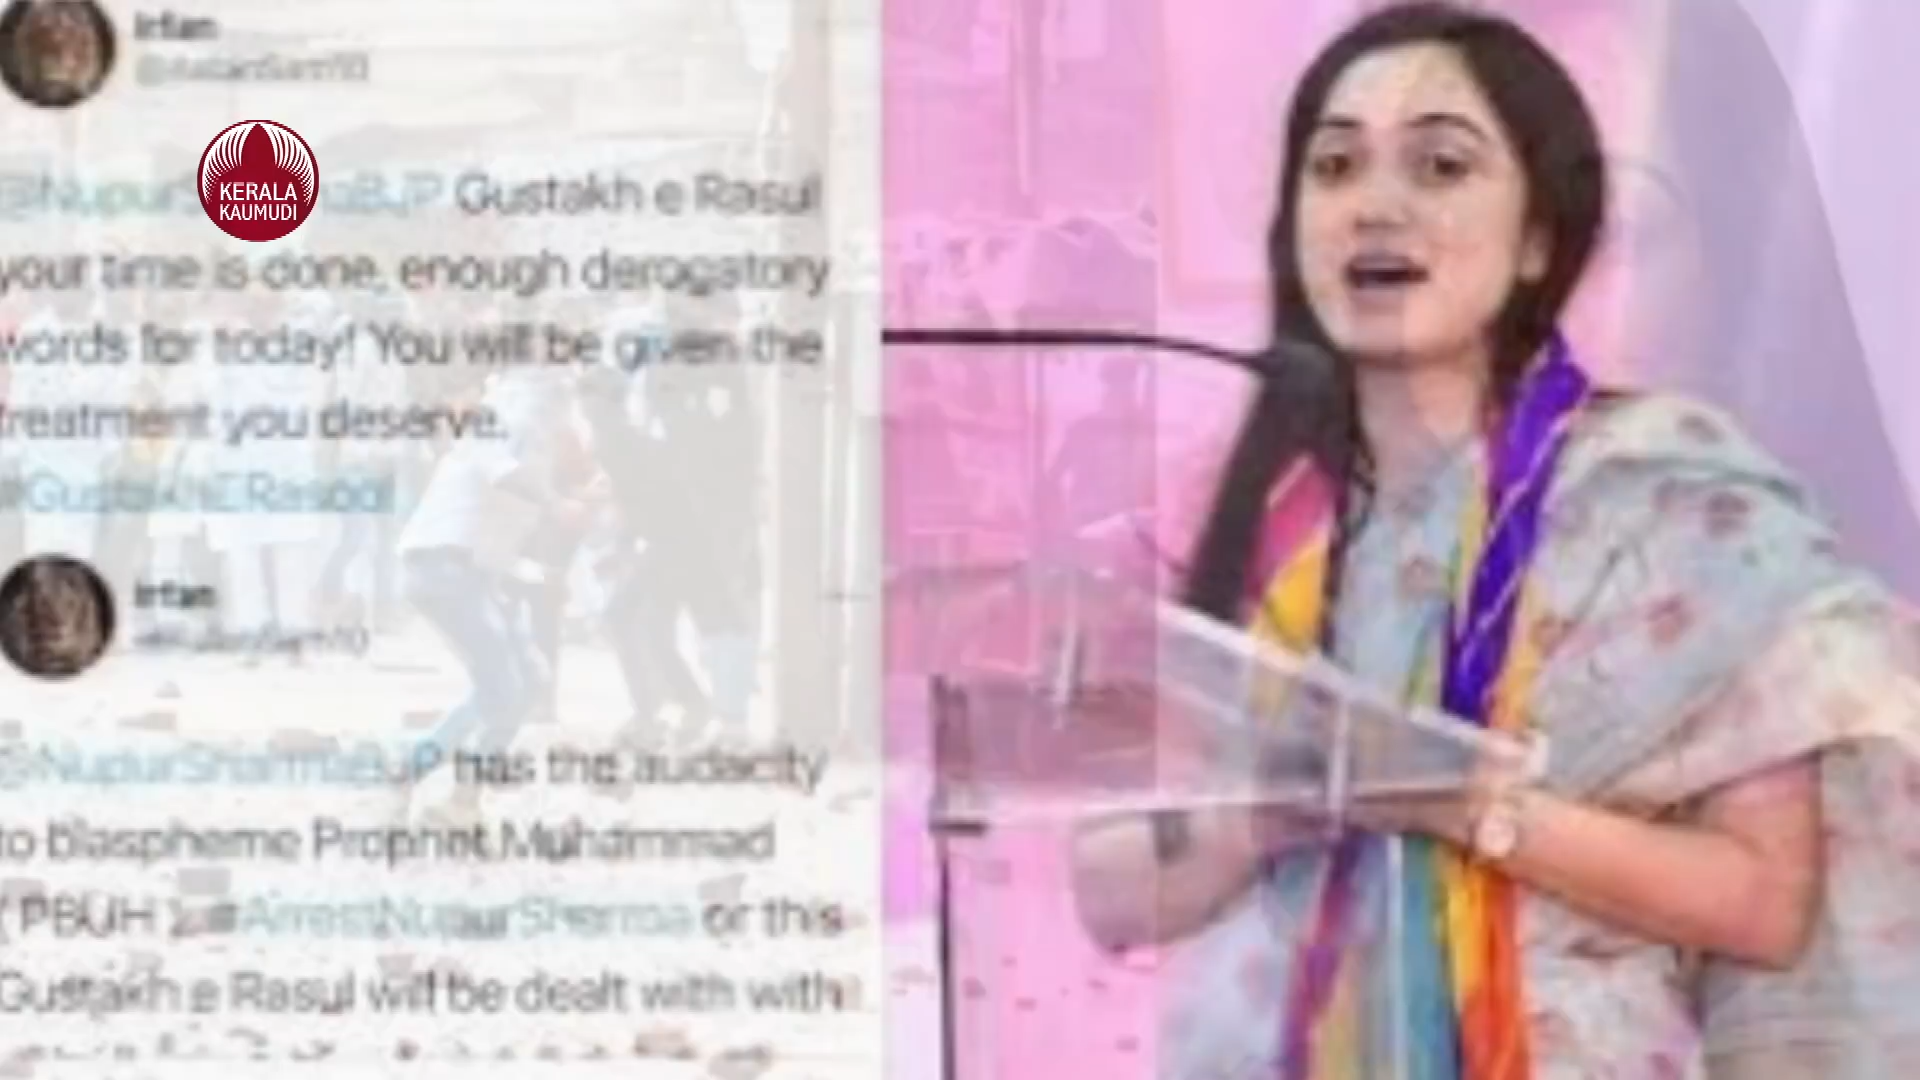 Irfan
KERALA
KAUMUDI
Gustakh e Rasul
your time is done, enough derogatory
words for today! You will be given the
treatment you deserve.
#GustakhERasool
Irfan
@NupurSharmaBJP has the audacity
to blaspheme Prophet Muhammad
( PBUH ). #ArrestNupurSharma or this
Gustakh e Rasul will be dealt with with